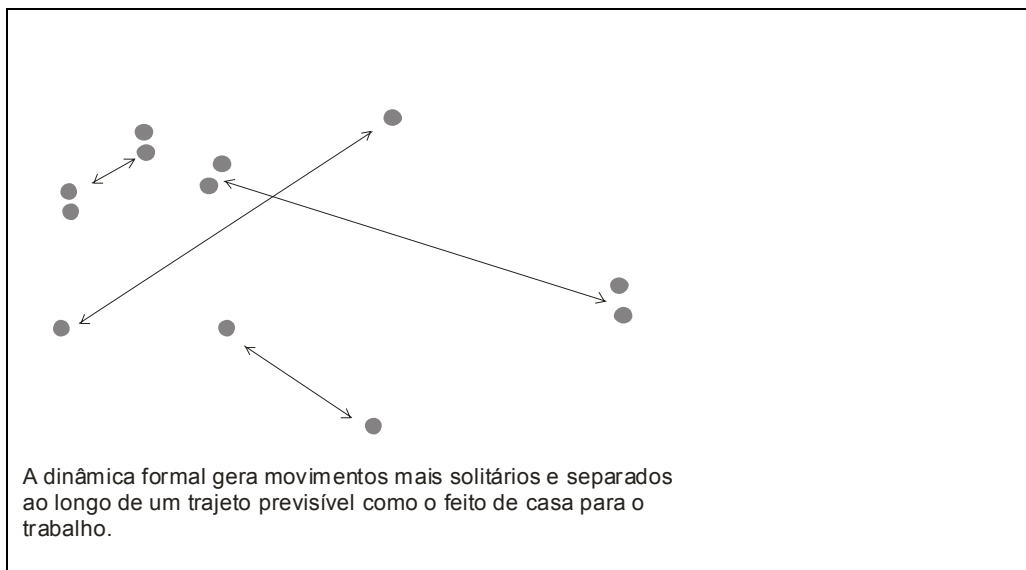 A dinâmica formal gera movimentos mais solitários e separados
ao longo de um trajeto previsível como o feito de casa para o
trabalho.